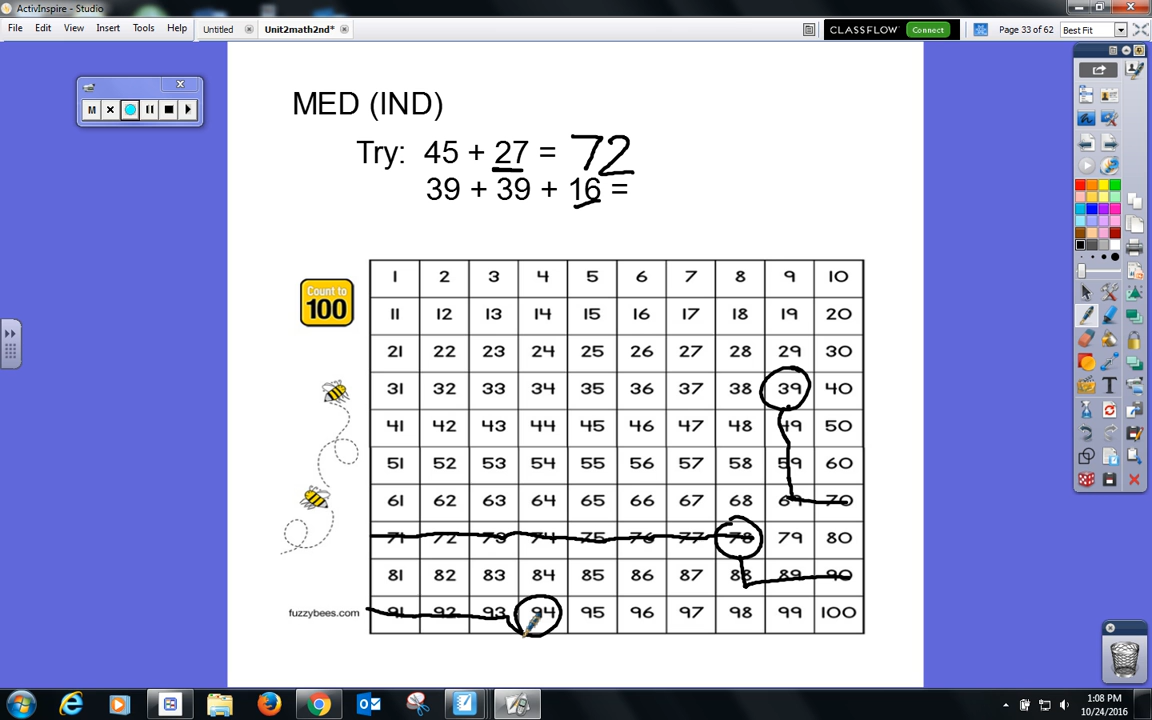 ActivInspire - Studio
File Edit View Insert Tools Help Untitled Unit2math2nd* CLASSFLOW Connect Page 33 of 62 Best Fit
M
MED (IND)
Try: 45 + 27 = 72
39 + 39 + 16 =
Count to
100
1 2 3 4 5 6 7 8 9 10
11 12 13 14 15 16 17 18 19 20
21 22 23 24 25 26 27 28 29 30
31 32 33 34 35 36 37 38 39 40
41 42 43 44 45 46 47 48 49 50
51 52 53 54 55 56 57 58 59 60
61 62 63 64 65 66 67 68 69 70
71 72 73 74 75 76 77 78 79 80
81 82 83 84 85 86 87 88 89 90
91 92 93 94 95 96 97 98 99 100
fuzzybees.com
1:08 PM
10/24/2016